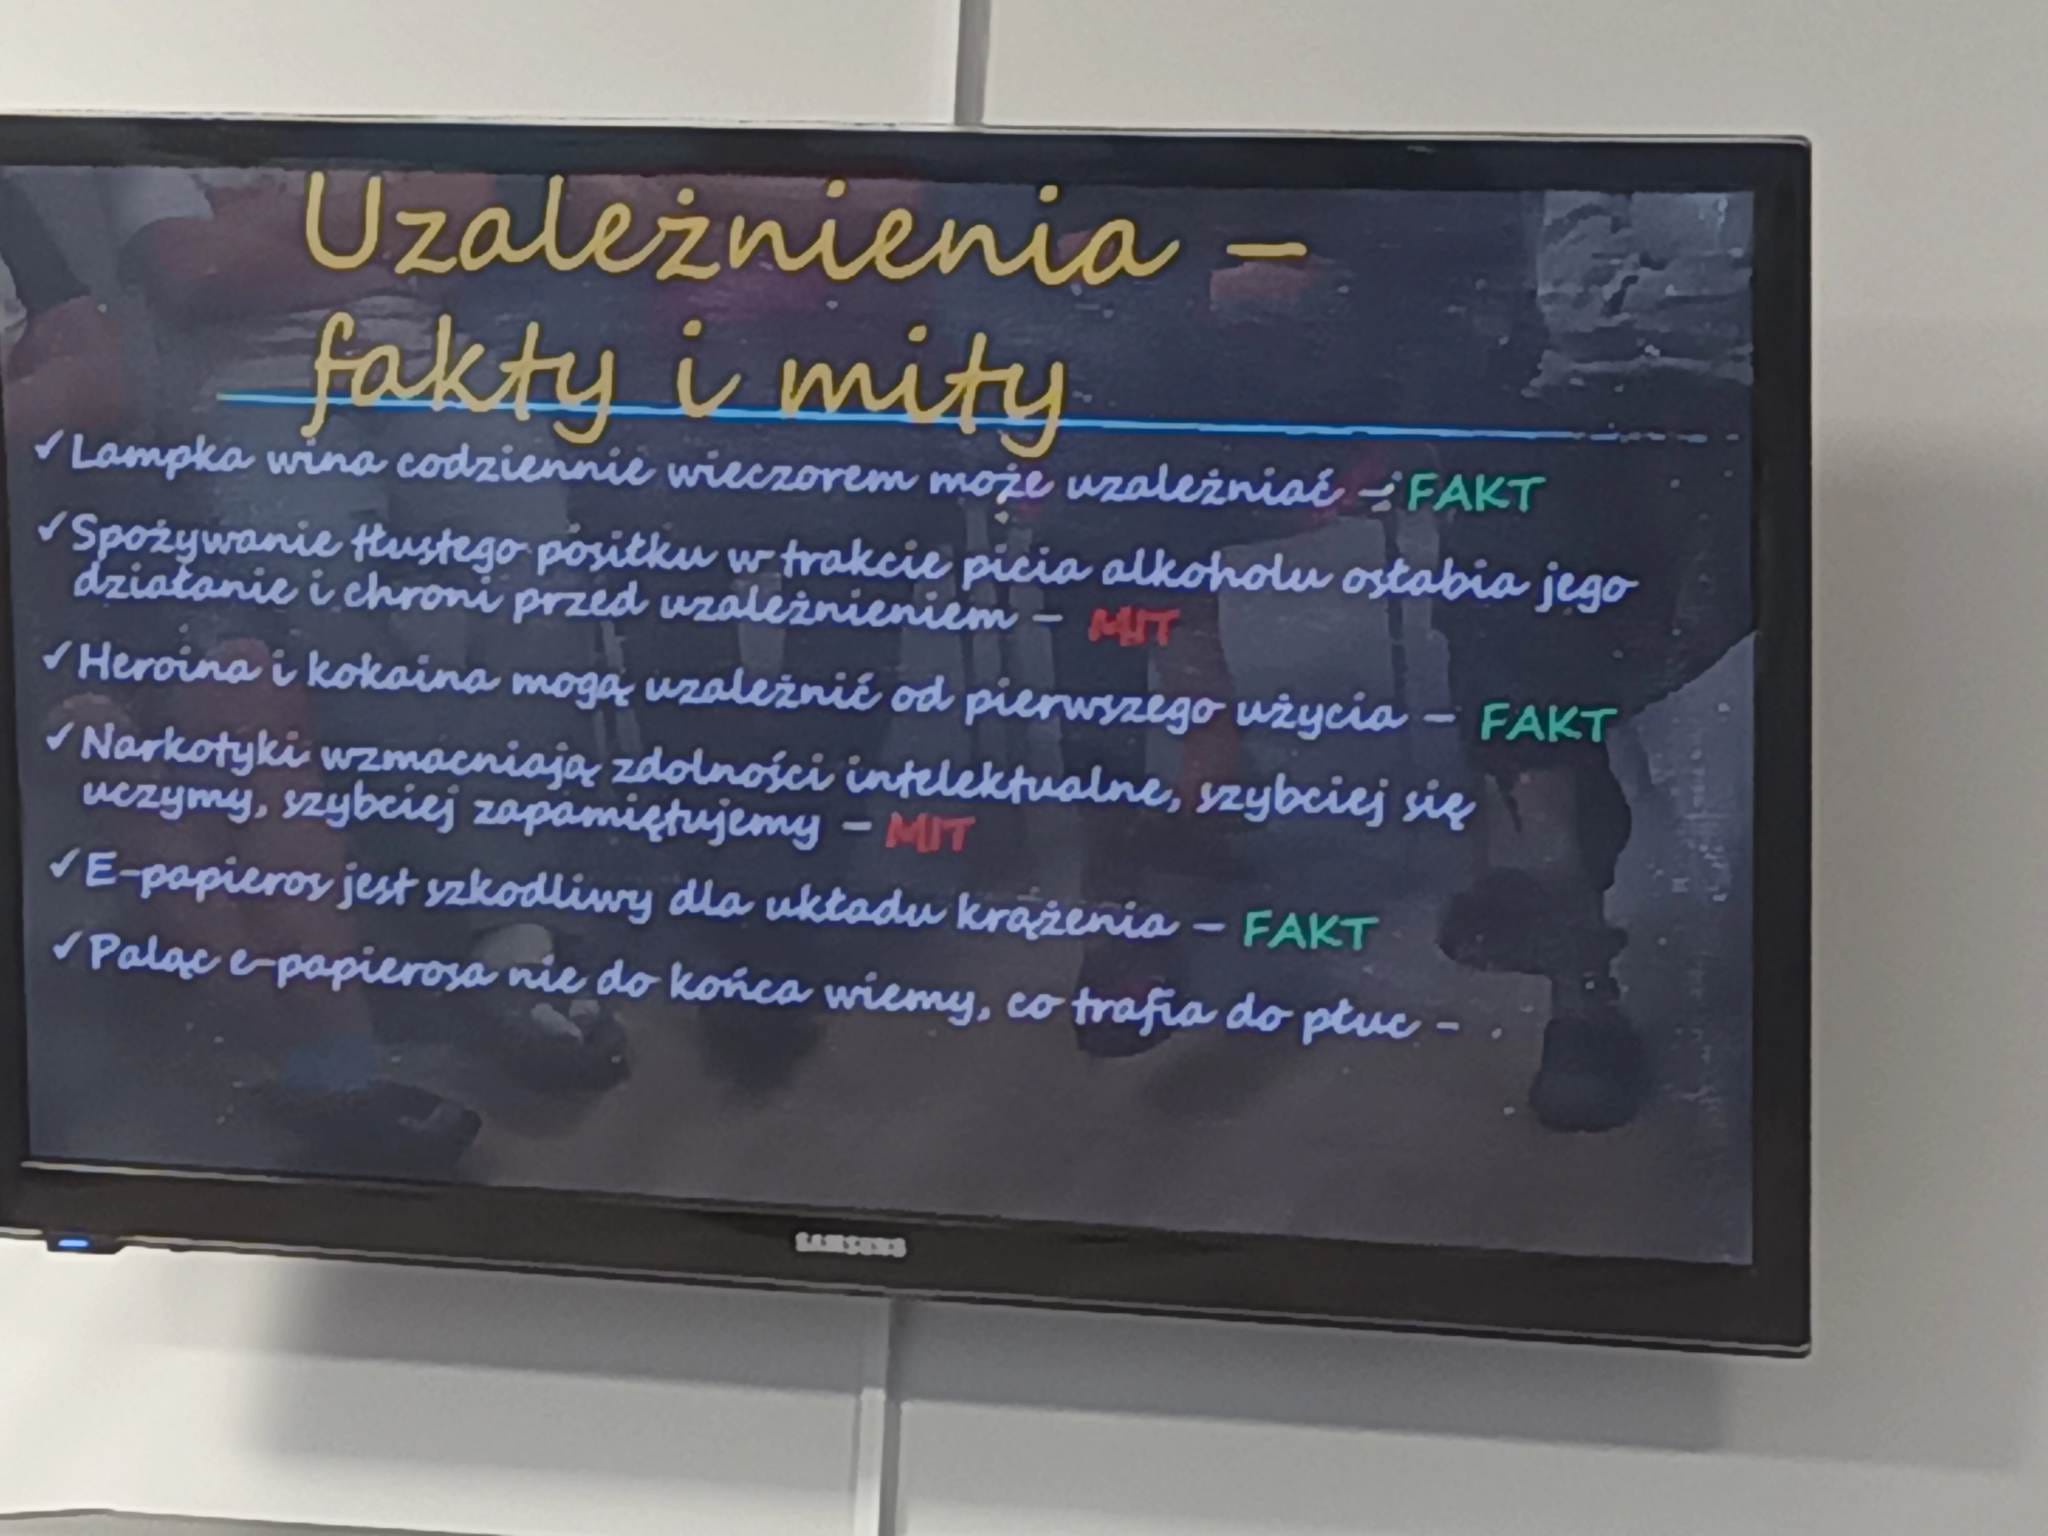 Uzależnienia –
fakty i mity
✓ Lampka wina codziennie wieczorem może uzależniać – FAKT
✓ Spożywanie tłustego posiłku w trakcie picia alkoholu osłabia jego
działanie i chroni przed uzależnieniem – MIT
✓ Heroina i kokaina mogą uzależnić od pierwszego użycia – FAKT
✓ Narkotyki wzmacniają zdolności intelektualne, szybciej się
uczymy, szybciej zapamiętujemy – MIT
✓ E-papieros jest szkodliwy dla układu krążenia – FAKT
✓ Paląc e-papierosa nie do końca wiemy, co trafia do płuc –
SAMSUNG